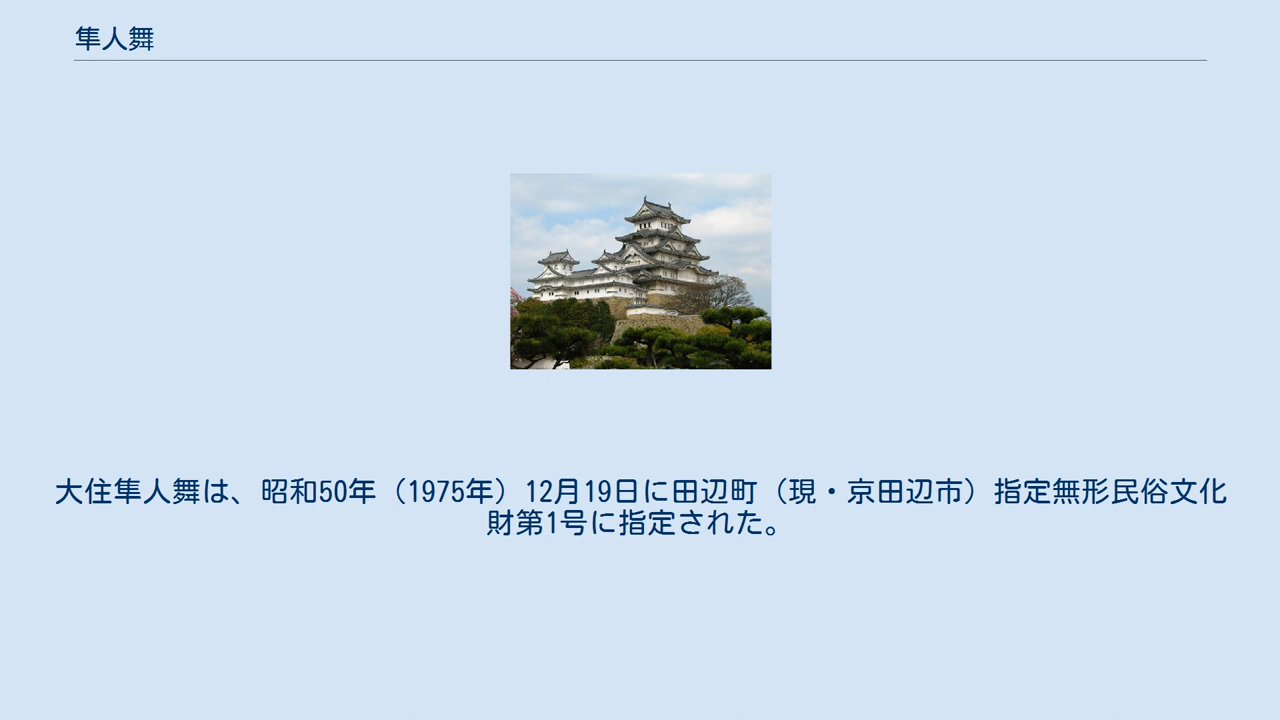 隼人舞
大住隼人舞は、昭和50年（1975年）12月19日に田辺町（現・京田辺市）指定無形民俗文化
財第1号に指定された。